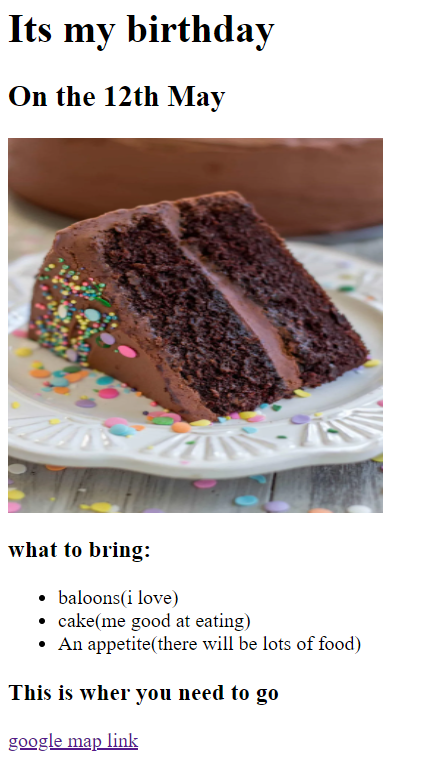 Its my birthday
On the 12th May
what to bring:
baloons(i love)
cake(me good at eating)
An appetite(there will be lots of food)
This is wher you need to go
google map link